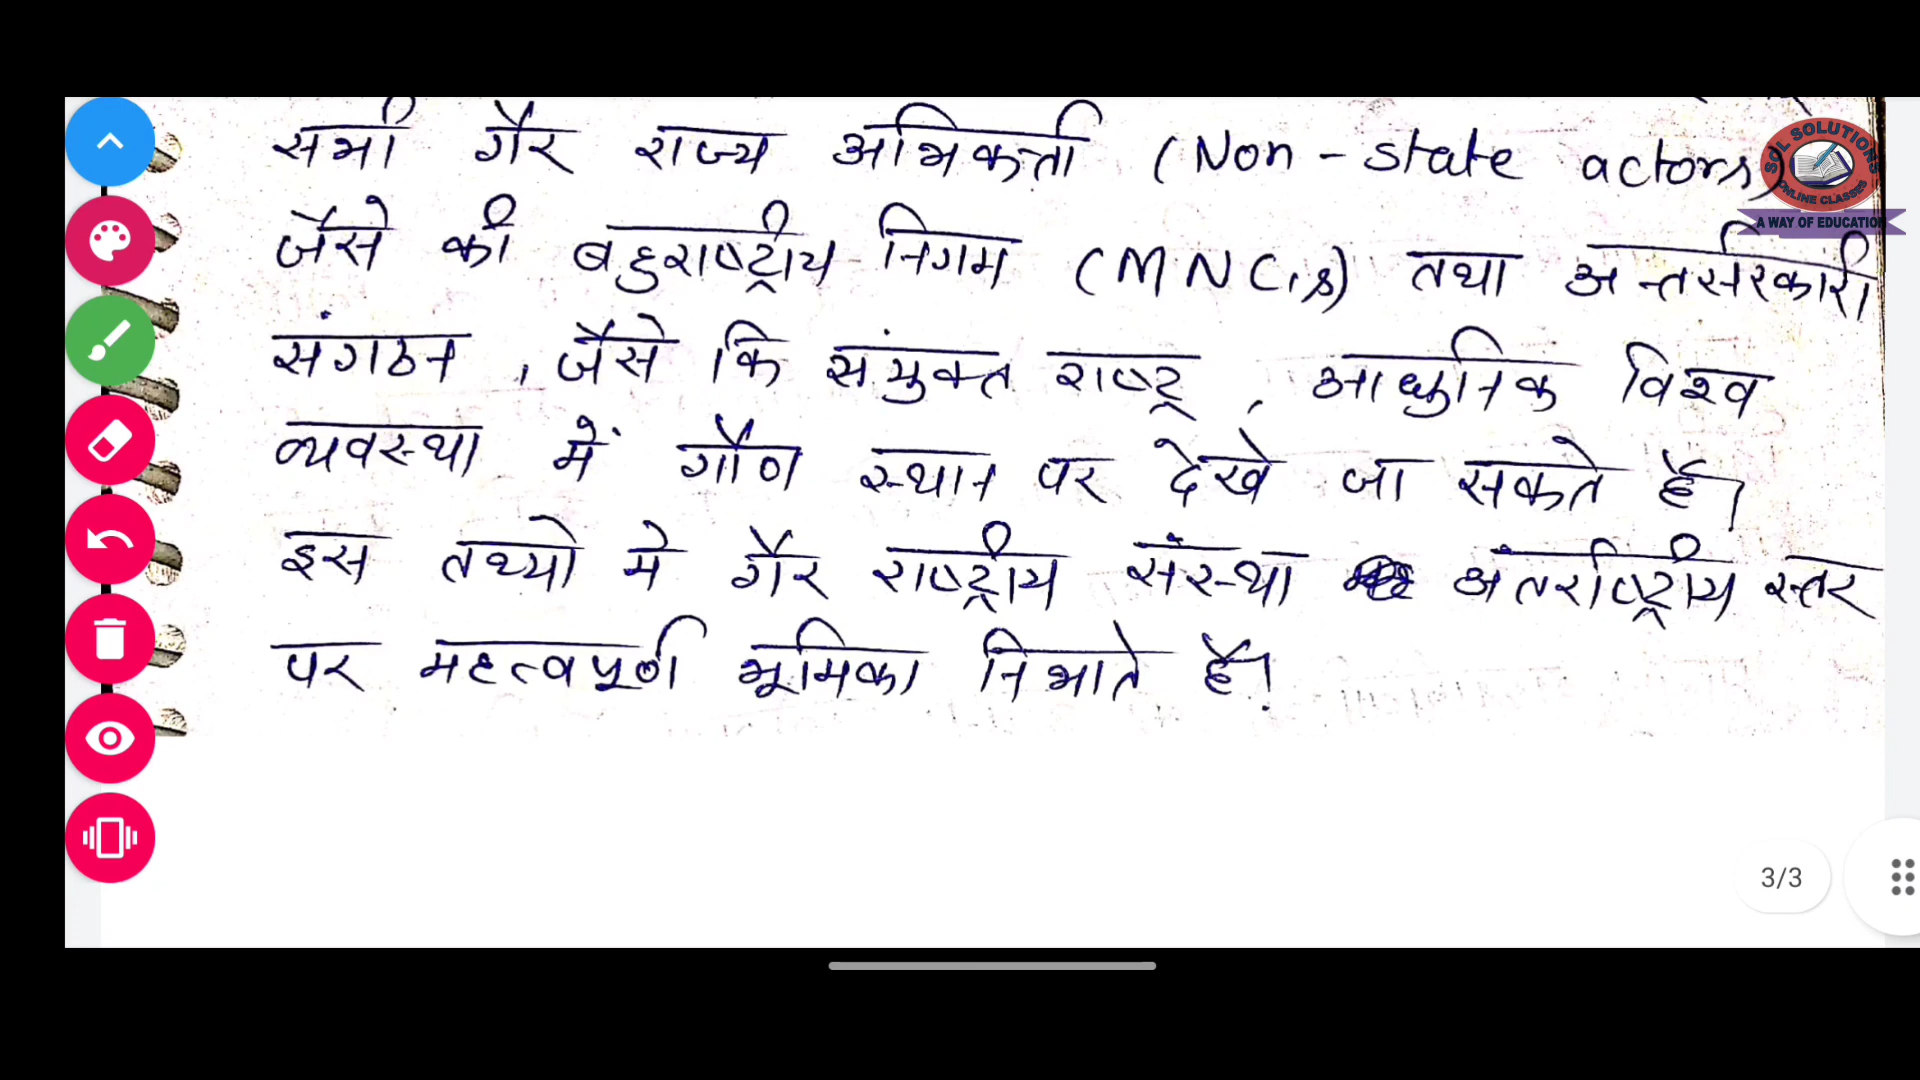 सभी गैर राज्य अभिकर्ता (Non - state actors)
जैसे की बहुराष्ट्रीय निगम (MNC,s) तथा अन्तर्सरकारी
संगठन , जैसे कि संयुक्त राष्ट्र , आधुनिक विश्व
व्यवस्था में गौण स्थान पर देखे जा सकते हैं।
इस तथ्यो मे गैर राष्ट्रीय संस्था अंतर्राष्ट्रीय स्तर
पर महत्वपूर्ण भूमिका निभाते हैं।
SOL SOLUTIONS
ONLINE CLASSES
A WAY OF EDUCATION
3/3